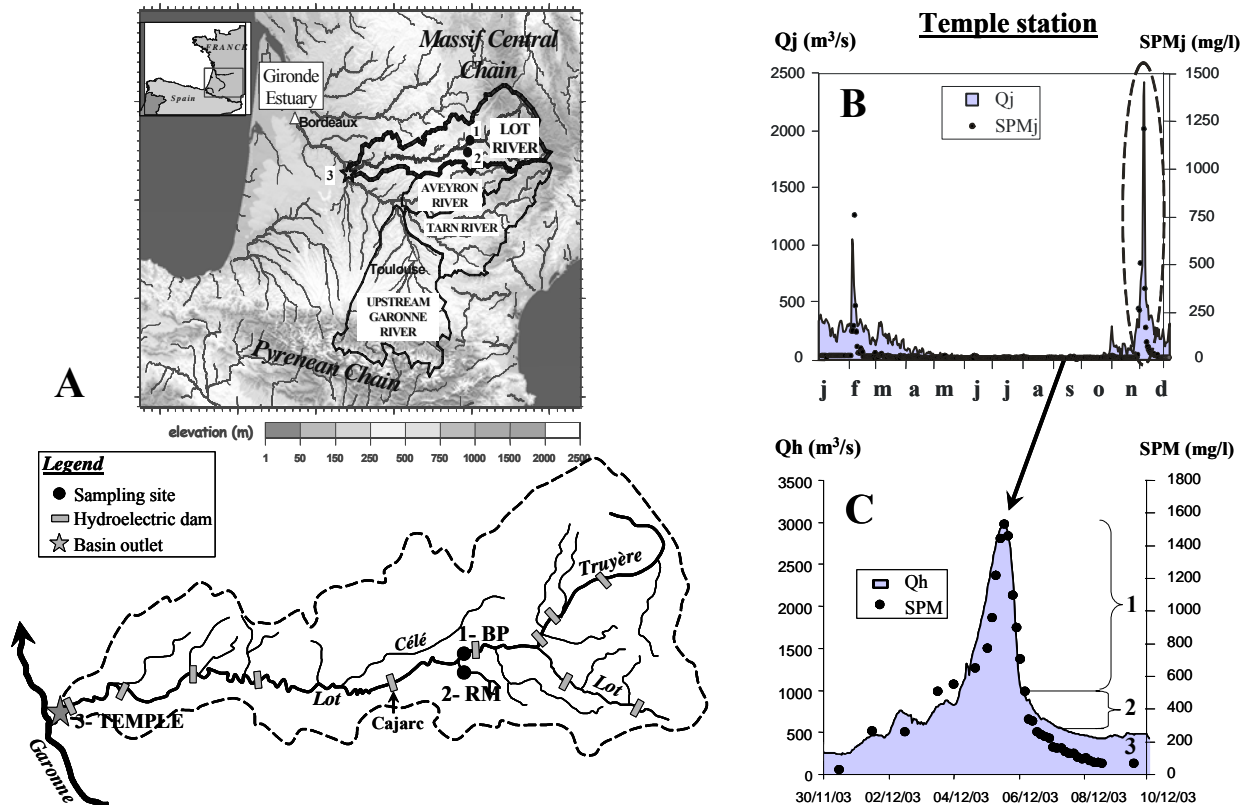 Massif Central
Chain
FRANCE
Spain
Gironde
Estuary
Bordeaux
1
LOT
RIVER
2
3
AVEYRON
RIVER
TARN RIVER
Toulouse
UPSTREAM
GARONNE
RIVER
Pyrenean Chain
A
elevation (m)
1 50 150 250 500 750 1000 1500 2000 2500
Legend
Sampling site
Hydroelectric dam
Basin outlet
Truyère
Célé
1- BP
Lot
2- RM
Lot
Cajarc
3- TEMPLE
Garonne
Temple station
Qj (m³/s)
SPMj (mg/l)
B
Qj
SPMj
2500
2000
1500
1000
500
0
1500
1250
1000
750
500
250
0
j f m a m j j a s o n d
Qh (m³/s)
SPM (mg/l)
C
Qh
SPM
3500
3000
2500
2000
1500
1000
500
0
1800
1600
1400
1200
1000
800
600
400
200
0
1
2
3
30/11/03 02/12/03 04/12/03 06/12/03 08/12/03 10/12/03